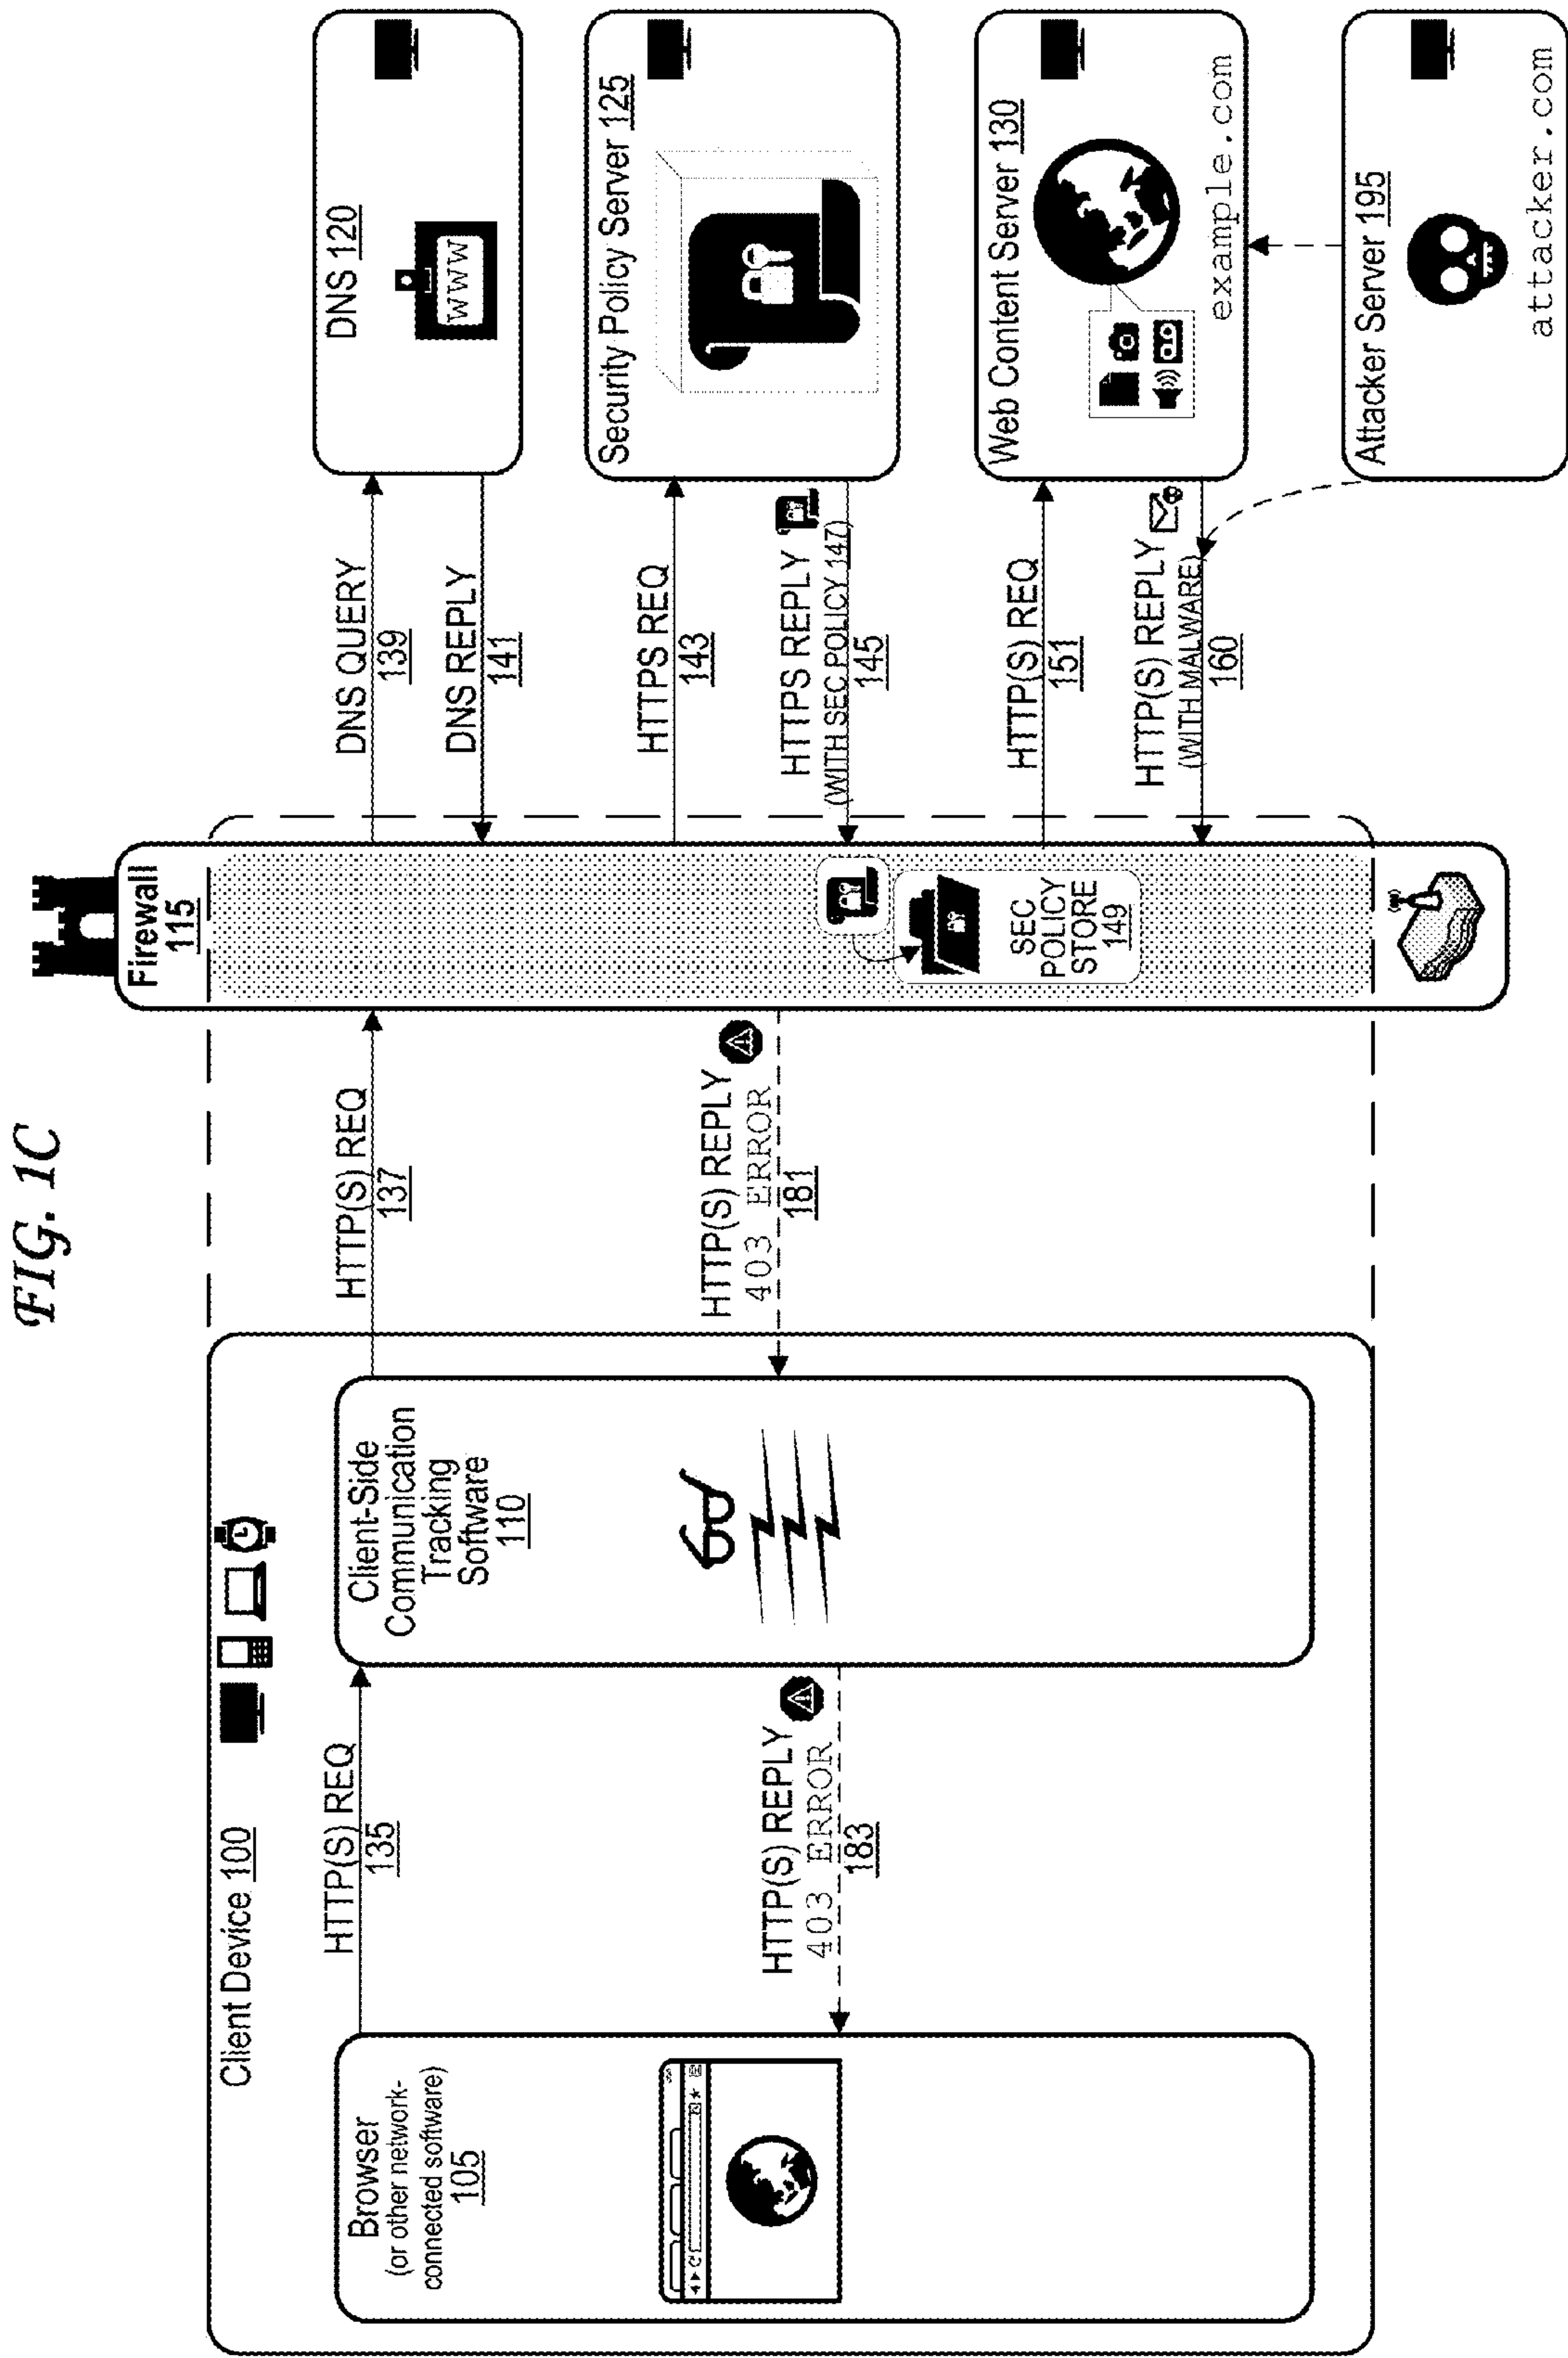 FIG. 1C
Client Device 100
Browser
(or other network-
connected software)
105
HTTP(S) REQ
135
HTTP(S) REPLY
403 ERROR
183
Client-Side
Communication
Tracking
Software
110
HTTP(S) REQ
137
HTTP(S) REPLY
403 ERROR
181
Firewall
115
SEC
POLICY
STORE
149
DNS QUERY
139
DNS REPLY
141
HTTPS REQ
143
HTTPS REPLY
(WITH SEC POLICY 147)
145
HTTP(S) REQ
151
HTTP(S) REPLY
(WITH MALWARE)
160
DNS 120
WWW
Security Policy Server 125
Web Content Server 130
example.com
Attacker Server 195
attacker.com